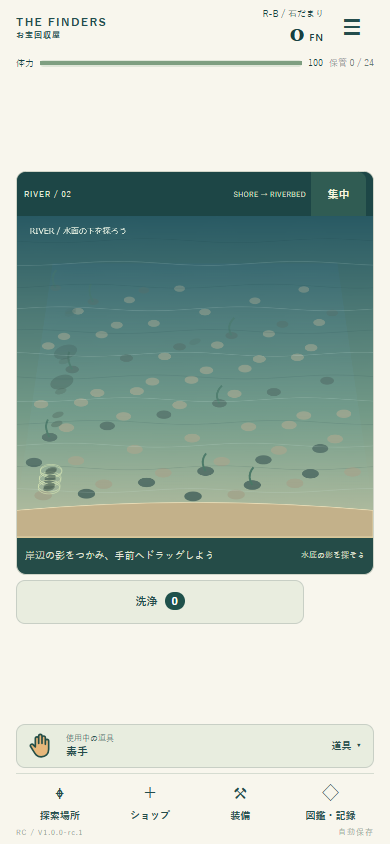 THE FINDERS
お宝回収屋
R-B / 石だまり
0 FN
体力 100 保管 0 / 24
RIVER / 02 SHORE → RIVERBED 集中
RIVER / 水面の下を探ろう
岸辺の影をつかみ、手前へドラッグしよう 水底の影を探そう
洗浄 0
使用中の道具
素手
道具
探索場所 ショップ 装備 図鑑・記録
RC / V1.0.0-rc.1 自動保存